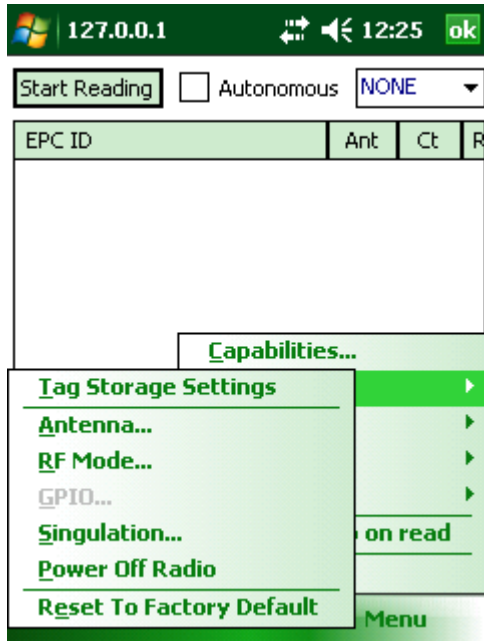 127.0.0.1 12:25 ok
Start Reading Autonomous NONE
EPC ID Ant Ct R
Capabilities...
Tag Storage Settings
Antenna...
RF Mode...
GPIO...
Singulation...
on read
Power Off Radio
Reset To Factory Default
Menu